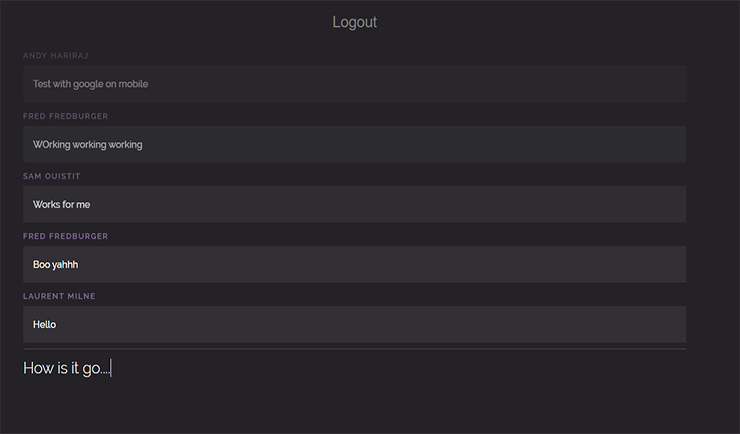 Logout
ANDY HARIRAJ
Test with google on mobile
FRED FREDBURGER
WOrking working working
SAM OUISTIT
Works for me
FRED FREDBURGER
Boo yahhh
LAURENT MILNE
Hello
How is it go....